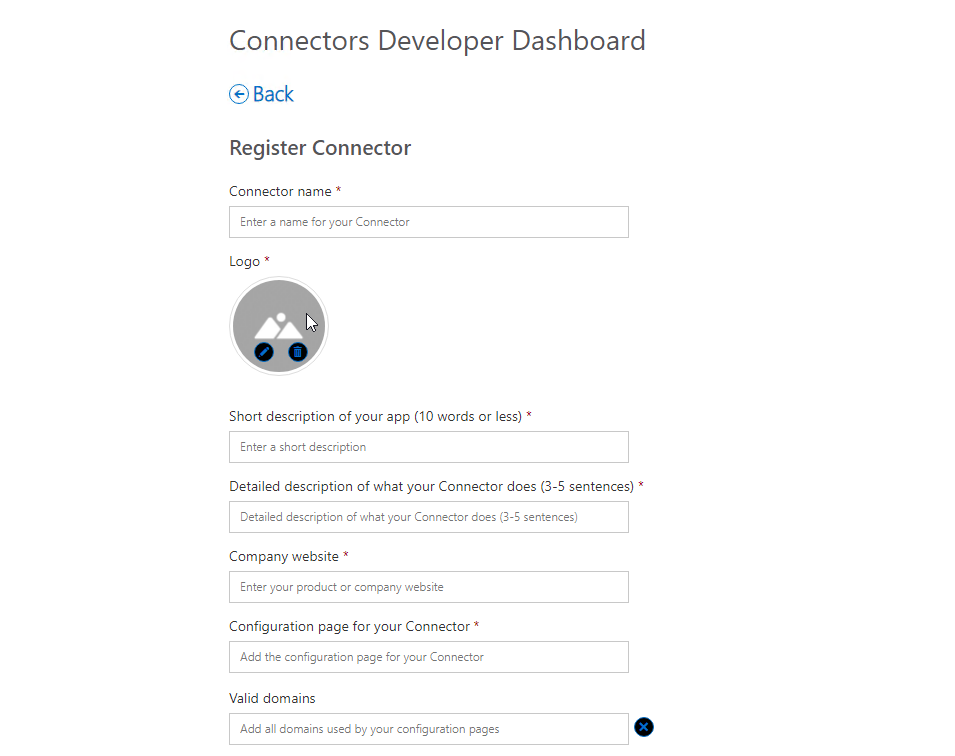 Connectors Developer Dashboard
Back
Register Connector
Connector name *
Enter a name for your Connector
Logo *
Short description of your app (10 words or less) *
Enter a short description
Detailed description of what your Connector does (3-5 sentences) *
Detailed description of what your Connector does (3-5 sentences)
Company website *
Enter your product or company website
Configuration page for your Connector *
Add the configuration page for your Connector
Valid domains
Add all domains used by your configuration pages